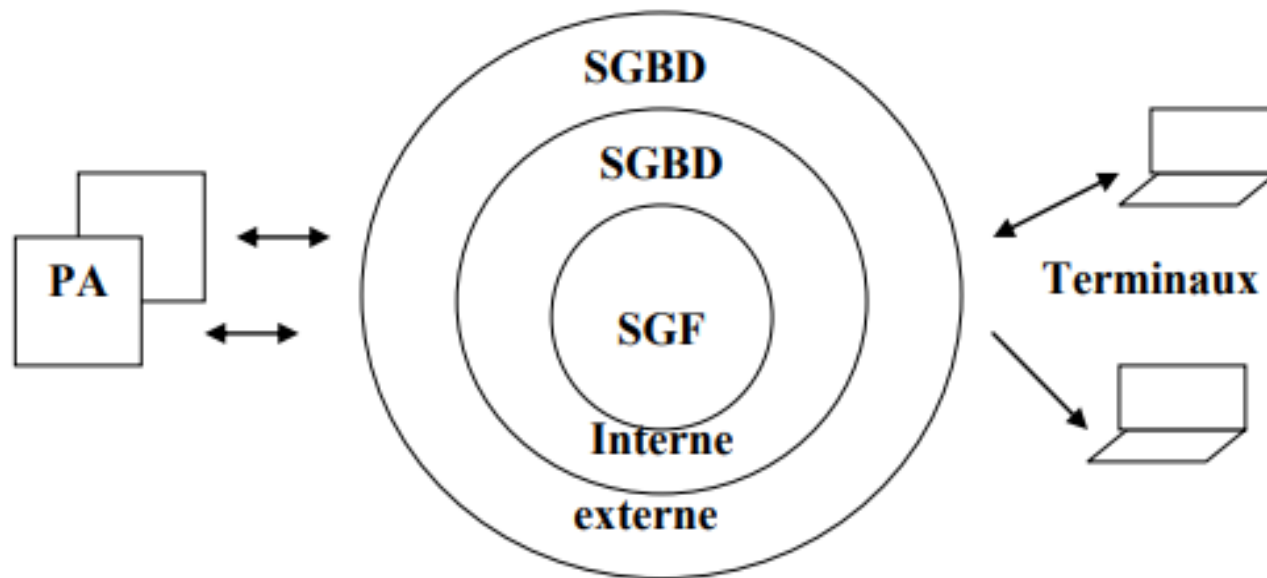 SGBD
SGBD
PA
Terminaux
SGF
Interne
externe